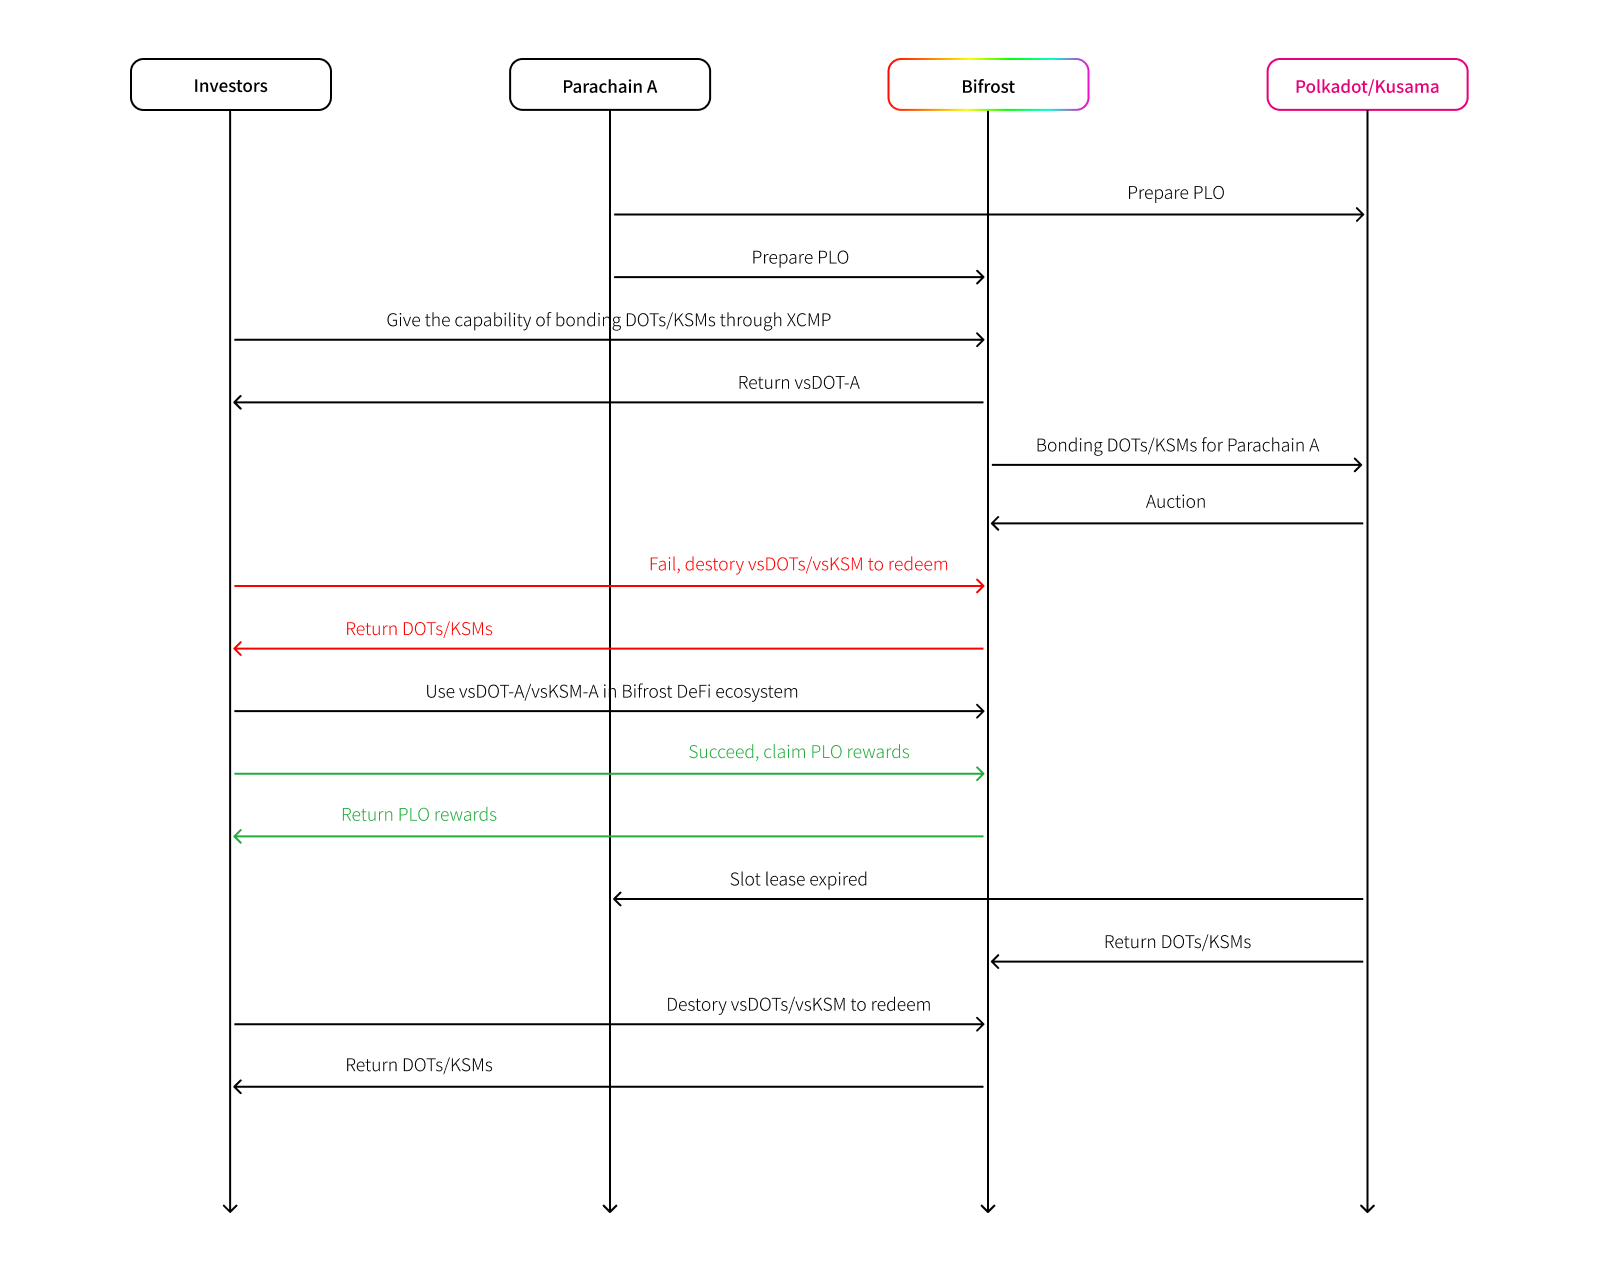 Investors
Parachain A
Bifrost
Polkadot/Kusama
Prepare PLO
Prepare PLO
Give the capability of bonding DOTs/KSMs through XCMP
Return vsDOT-A
Bonding DOTs/KSMs for Parachain A
Auction
Fail, destory vsDOTs/vsKSM to redeem
Return DOTs/KSMs
Use vsDOT-A/vsKSM-A in Bifrost DeFi ecosystem
Succeed, claim PLO rewards
Return PLO rewards
Slot lease expired
Return DOTs/KSMs
Destory vsDOTs/vsKSM to redeem
Return DOTs/KSMs